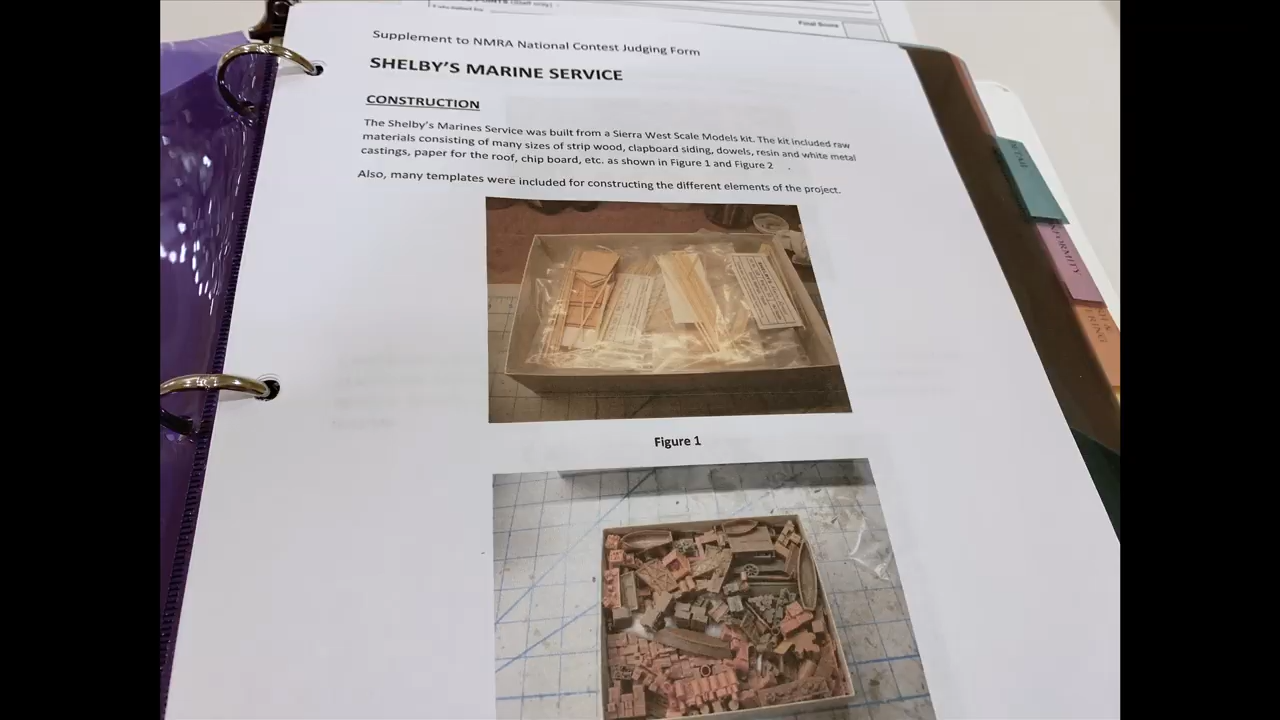 Final Score
Supplement to NMRA National Contest Judging Form
SHELBY'S MARINE SERVICE
CONSTRUCTION
The Shelby's Marines Service was built from a Sierra West Scale Models kit. The kit included raw
materials consisting of many sizes of strip wood, clapboard siding, dowels, resin and white metal
castings, paper for the roof, chip board, etc. as shown in Figure 1 and Figure 2 .
Also, many templates were included for constructing the different elements of the project.
Figure 1